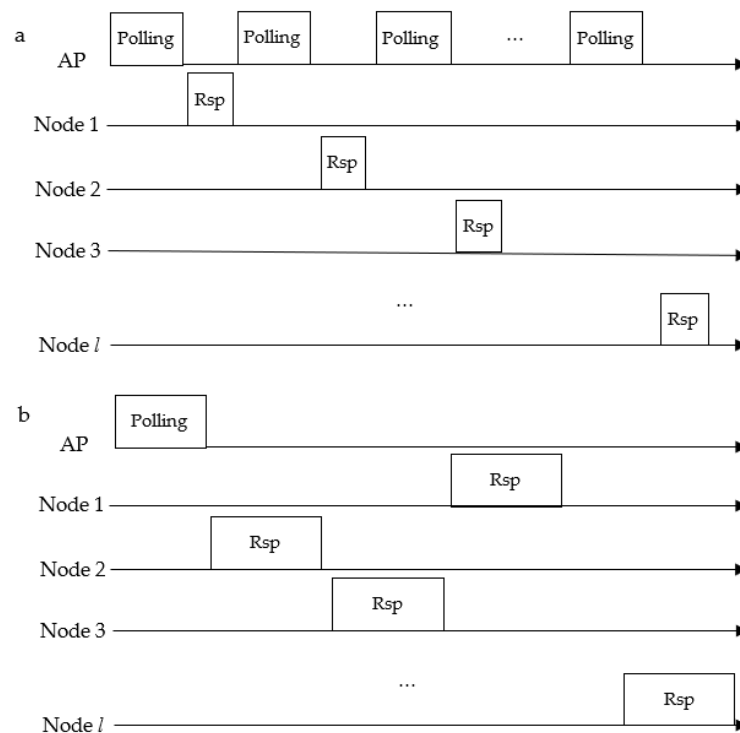 a
Polling Polling Polling ... Polling
AP
Rsp
Node 1
Rsp
Node 2
Rsp
Node 3
... Rsp
Node l
b
Polling
AP
Rsp
Node 1
Rsp
Node 2
Rsp
Node 3
... Rsp
Node l